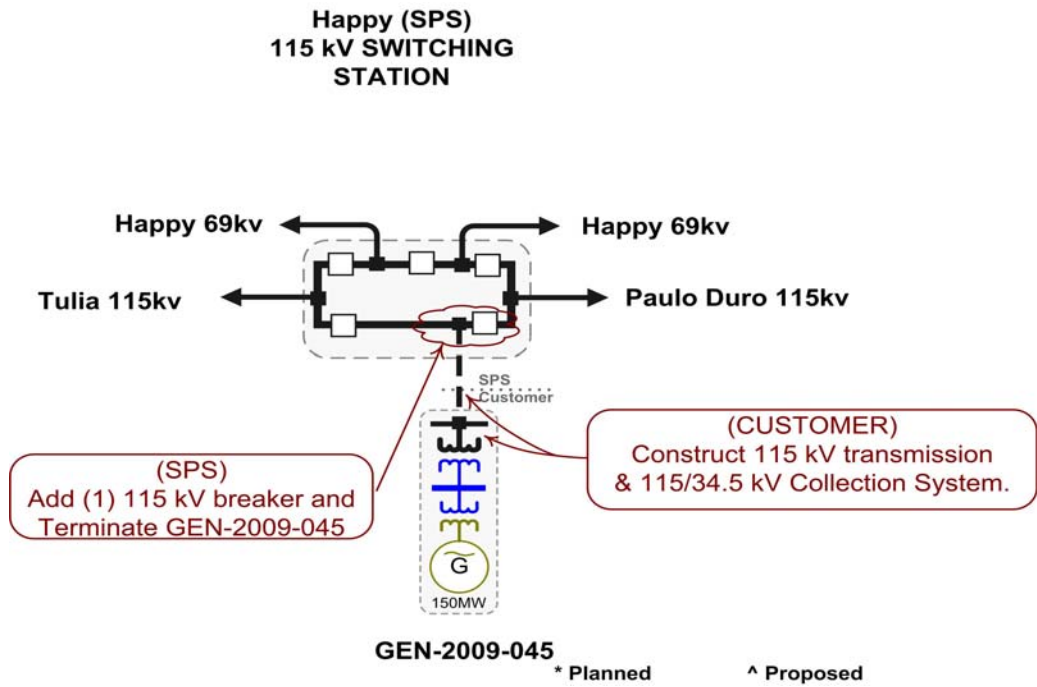 Happy (SPS)
115 kV SWITCHING
STATION
Happy 69kv
Happy 69kv
Tulia 115kv
Paulo Duro 115kv
SPS
Customer
(CUSTOMER)
Construct 115 kV transmission
& 115/34.5 kV Collection System.
(SPS)
Add (1) 115 kV breaker and
Terminate GEN-2009-045
G
150MW
GEN-2009-045
* Planned ^ Proposed